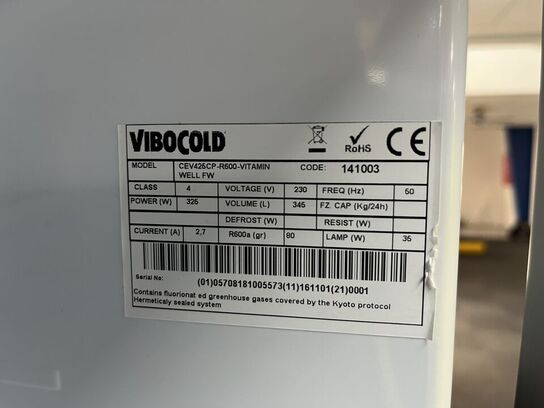 VIBOCOLD®
RoHS CE
MODEL CEV425CP-R600-VITAMIN WELL FW CODE: 141003
CLASS 4 VOLTAGE (V) 230 FREQ (Hz) 50
POWER (W) 325 VOLUME (L) 345 FZ. CAP (Kg/24h)
DEFROST (W) RESIST (W)
CURRENT (A) 2,7 R600a (gr) 80 LAMP (W) 35
Serial No:
(01)05708181005573(11)161101(21)0001
Contains fluorionat ed greenhouse gases covered by the Kyoto protocol
Hermeticaly sealed system